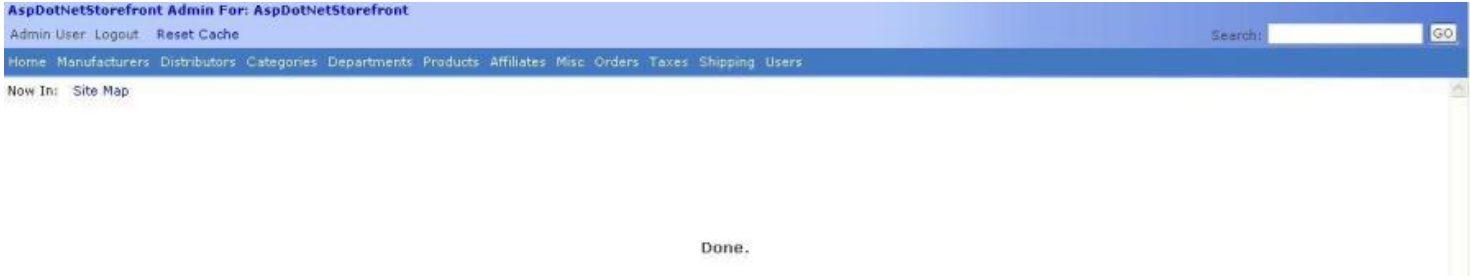 AspDotNetStorefront Admin For: AspDotNetStorefront
Admin User Logout Reset Cache Search: GO
Home Manufacturers Distributors Categories Departments Products Affiliates Misc Orders Taxes Shipping Users
Now In: Site Map
Done.